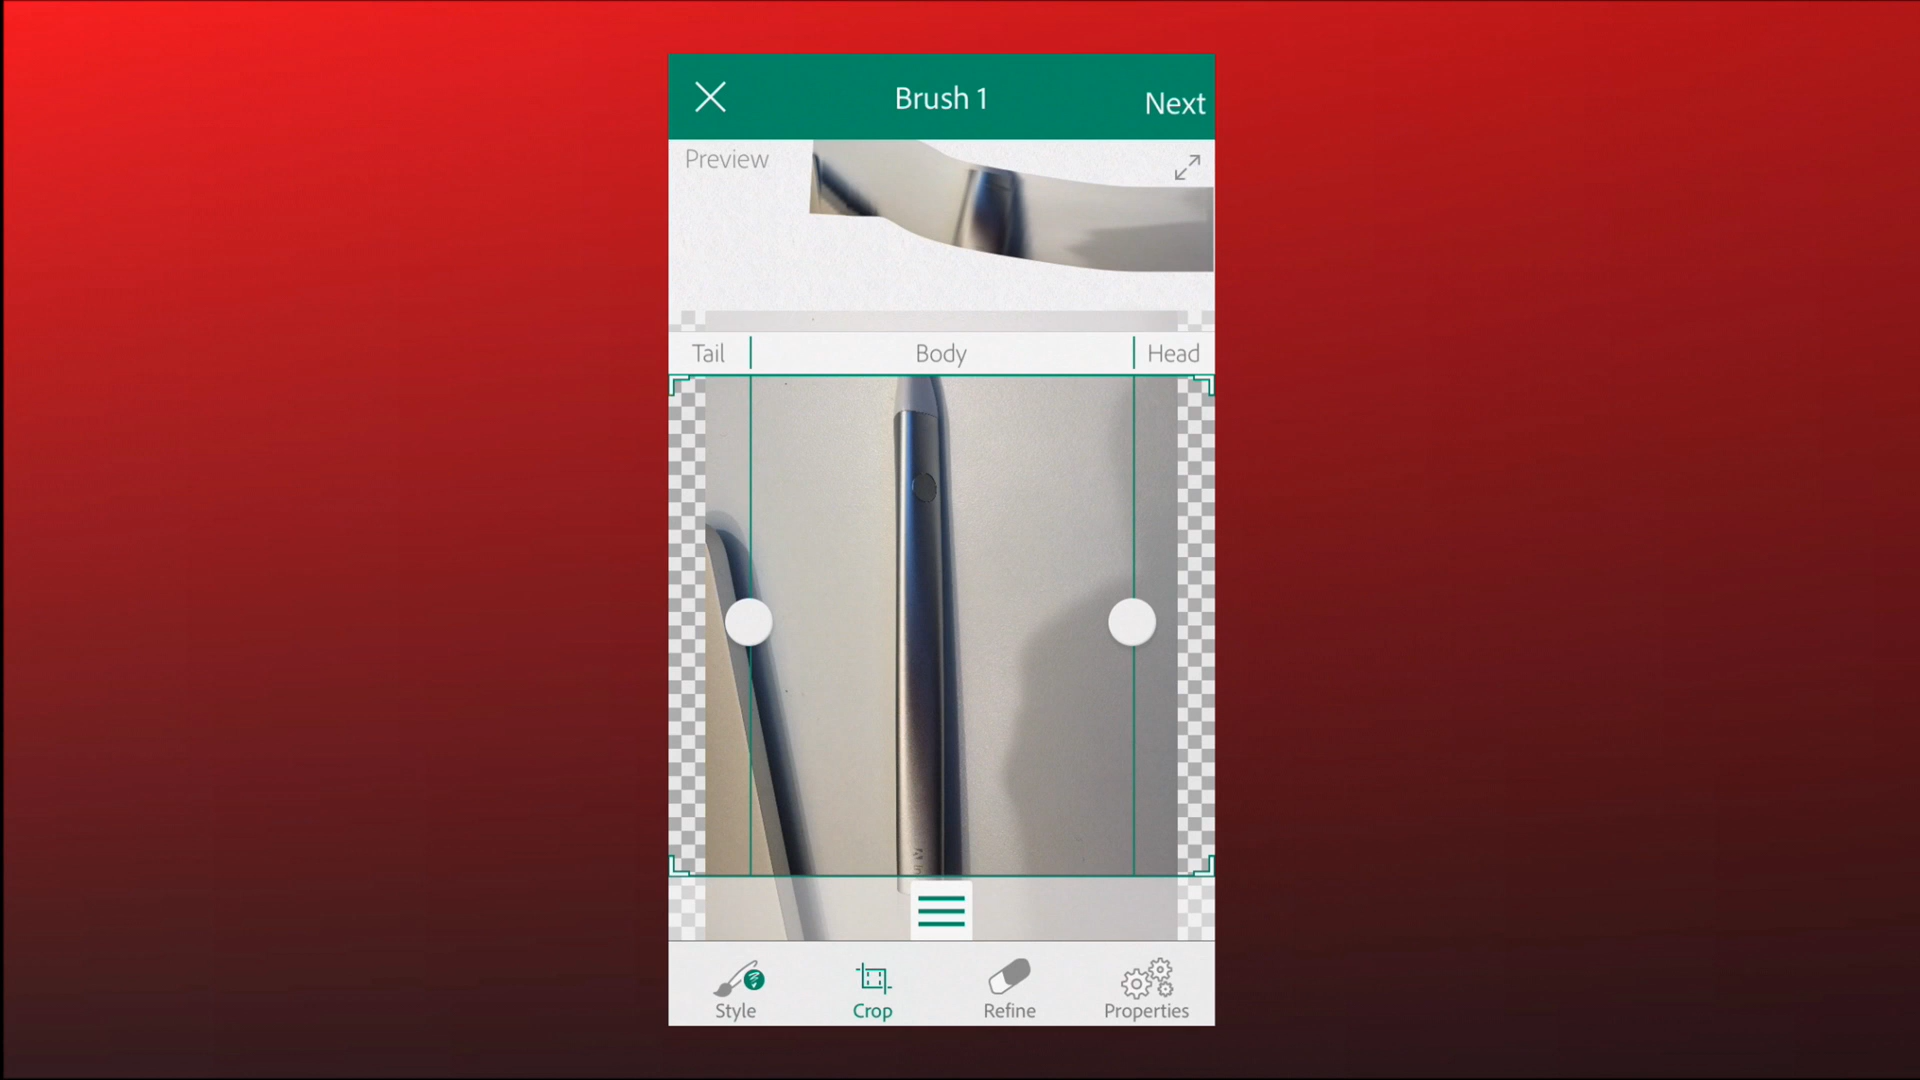 Brush 1
Next
Preview
Tail
Body
Head
Style
Crop
Refine
Properties